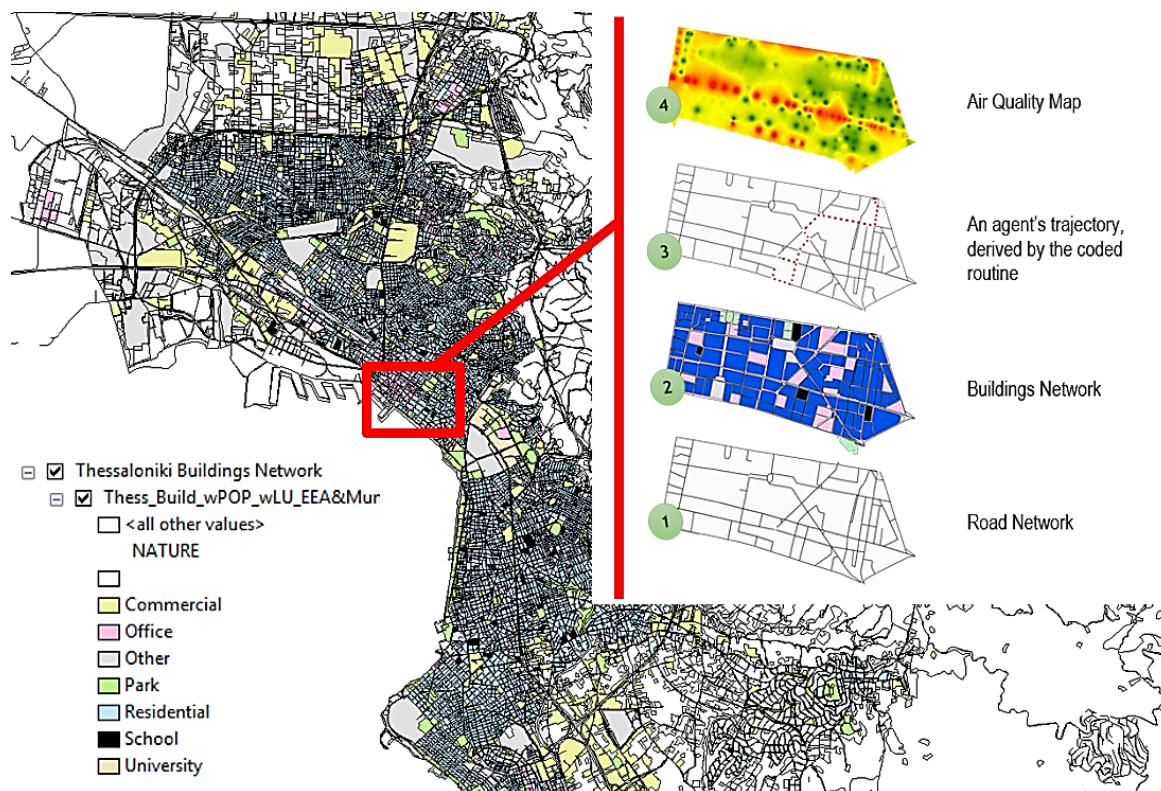 4
Air Quality Map
3
An agent's trajectory,
derived by the coded
routine
2
Buildings Network
1
Road Network
Thessaloniki Buildings Network
Thess_Build_wPOP_wLU_EEA&Mur
<all other values>
NATURE
Commercial
Office
Other
Park
Residential
School
University